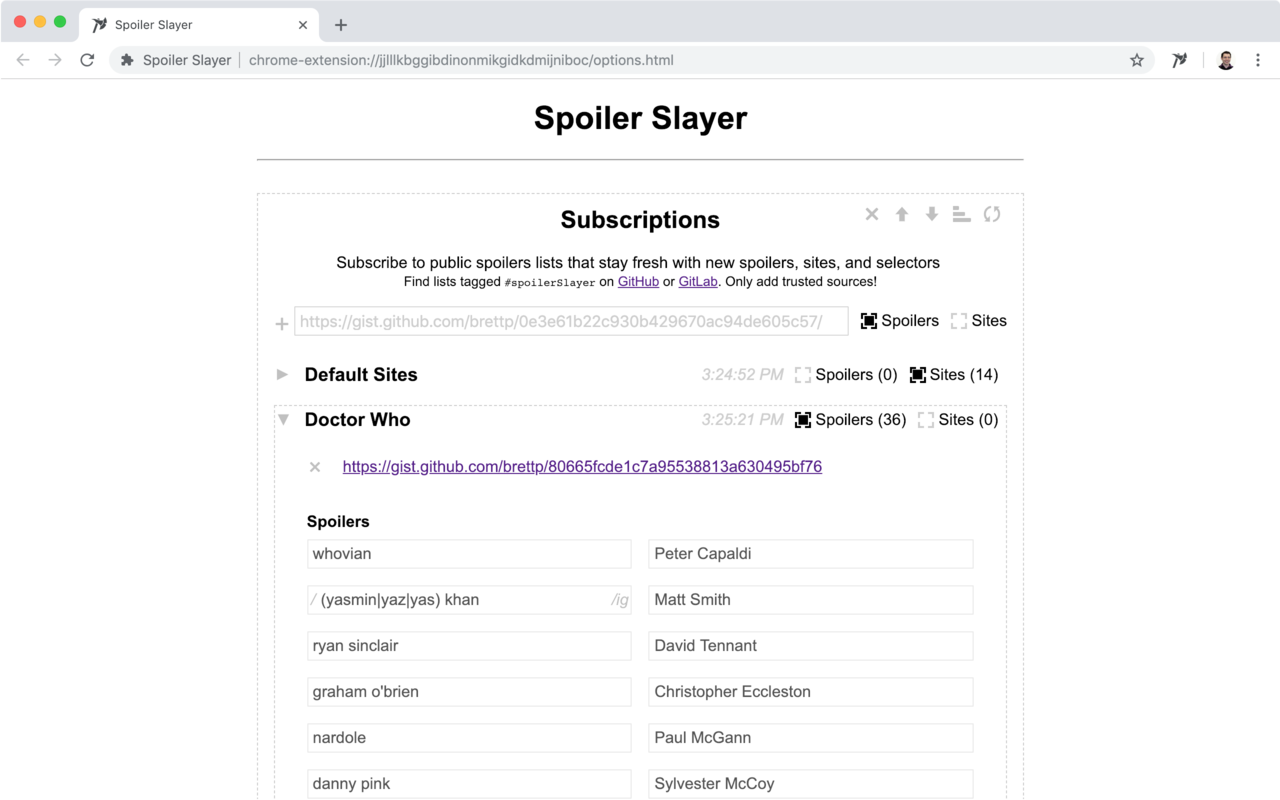 Spoiler Slayer
Spoiler Slayer chrome-extension://jjlllkbggibdinonmikgidkdmijniboc/options.html
Spoiler Slayer
Subscriptions
Subscribe to public spoilers lists that stay fresh with new spoilers, sites, and selectors
Find lists tagged #spoilerSlayer on GitHub or GitLab. Only add trusted sources!
https://gist.github.com/brettp/0e3e61b22c930b429670ac94de605c57/ Spoilers Sites
Default Sites 3:24:52 PM Spoilers (0) Sites (14)
Doctor Who 3:25:21 PM Spoilers (36) Sites (0)
https://gist.github.com/brettp/80665fcde1c7a95538813a630495bf76
Spoilers
whovian Peter Capaldi
/ (yasmin|yaz|yas) khan /ig Matt Smith
ryan sinclair David Tennant
graham o'brien Christopher Eccleston
nardole Paul McGann
danny pink Sylvester McCoy